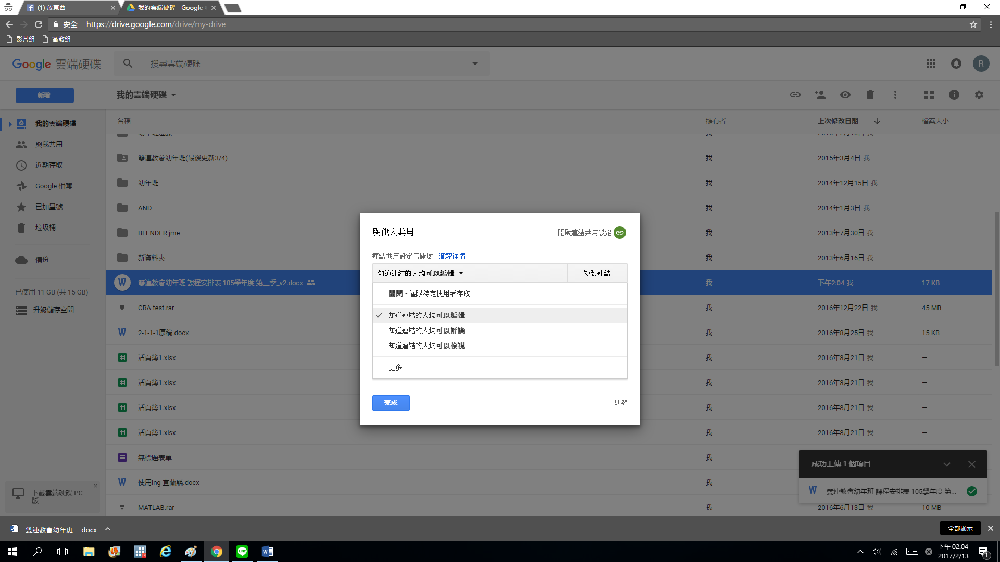 (1) 放東西
我的雲端硬碟 - Google
安全
https://drive.google.com/drive/my-drive
影片組
衛教組
Google 雲端硬碟
搜尋雲端硬碟
R
新增
我的雲端硬碟
我的雲端硬碟
與我共用
近期存取
Google 相簿
已加星號
垃圾桶
備份
已使用 11 GB (共 15 GB)
升級儲存空間
下載雲端硬碟 PC
版
名稱 擁有者 上次修改日期 檔案大小
雙連教會幼年班(最後更新3/4) 我 2015年3月4日 我 –
幼年班 我 2014年12月15日 我 –
AND 我 2014年1月3日 我 –
BLENDER jme 我 2013年7月30日 我 –
新資料夾 我 2013年6月16日 我 –
雙連教會幼年班 課程安排表 105學年度 第三季_v2.docx 我 下午2:04 我 17 KB
CRA test.rar 我 2016年12月22日 我 45 MB
2-1-1-1原稿.docx 我 2016年8月25日 我 15 KB
活頁簿1.xlsx 我 2016年8月21日 我 –
活頁簿1.xlsx 我 2016年8月21日 我 –
活頁簿1.xlsx 我 2016年8月21日 我 –
活頁簿1.xlsx 我 2016年8月21日 我 –
無標題表單 我
使用ing-宜蘭縣.docx 我
MATLAB.rar 我 2016年6月13日 我 10 MB
與他人共用
開啟連結共用設定
連結共用設定已開啟 瞭解詳情
知道連結的人均可以編輯
複製連結
關閉 - 僅限特定使用者存取
知道連結的人均可以編輯
知道連結的人均可以評論
知道連結的人均可以檢視
更多...
完成
進階
成功上傳 1 個項目
雙連教會幼年班 課程安排表 105學年度 第...
雙連教會幼年班 ....docx
全部顯示
下午 02:04
2017/2/13
1